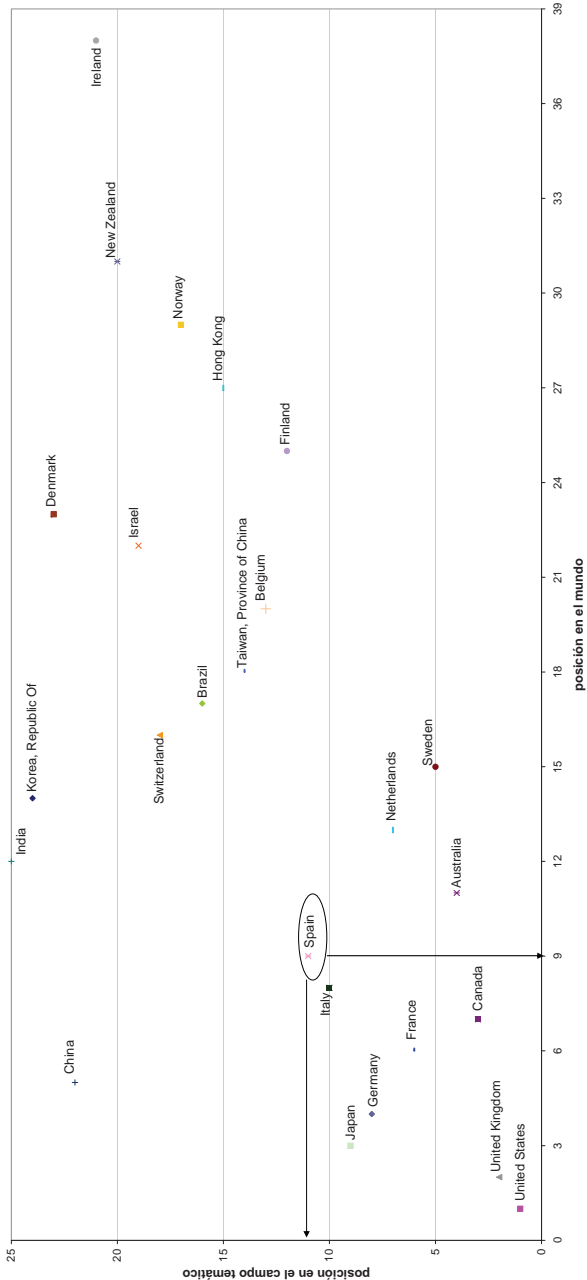 posición en el campo temático
25
20
15
10
5
0
Ireland
New Zealand
Norway
Hong Kong
Finland
Denmark
Israel
Taiwan, Province of China
Belgium
Brazil
Switzerland
Korea, Republic Of
India
Sweden
Netherlands
Australia
Spain
Italy
Canada
France
China
Germany
Japan
United Kingdom
United States
0
3
6
9
12
15
18
21
24
27
30
33
36
39
posición en el mundo